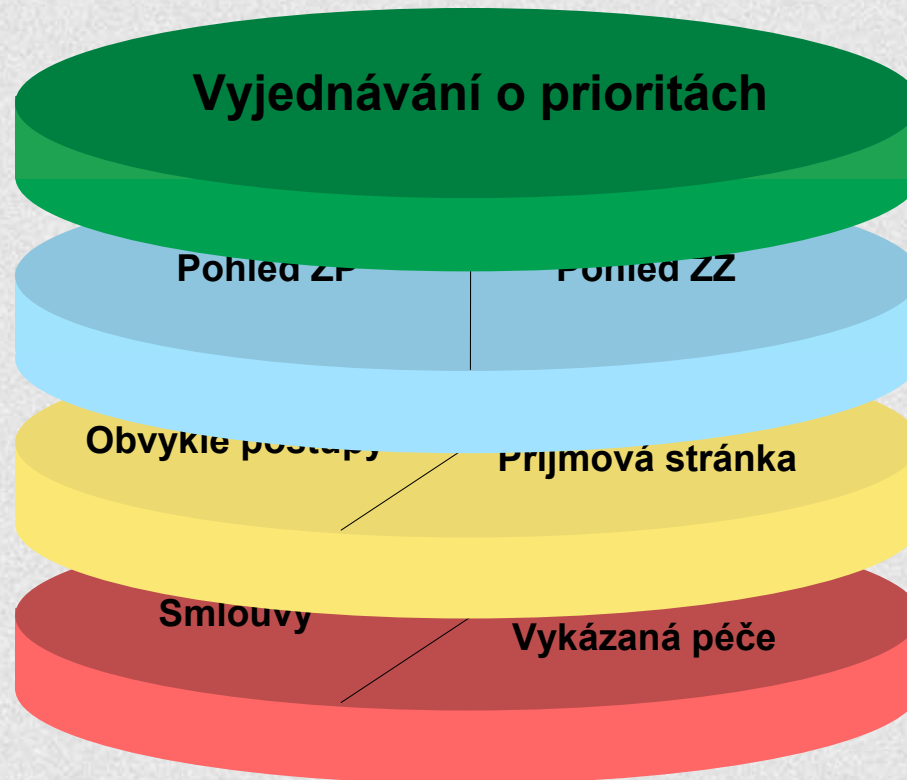 Vyjednávání o prioritách
Pohled ZP
Pohled ZZ
Obvyklé postupy
Příjmová stránka
Smlouvy
Vykázaná péče